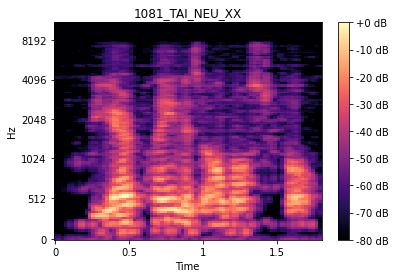 1081_TAI_NEU_XX
8192
4096
2048
1024
512
0
Hz
0
0.5
1
1.5
Time
+0 dB
-10 dB
-20 dB
-30 dB
-40 dB
-50 dB
-60 dB
-70 dB
-80 dB